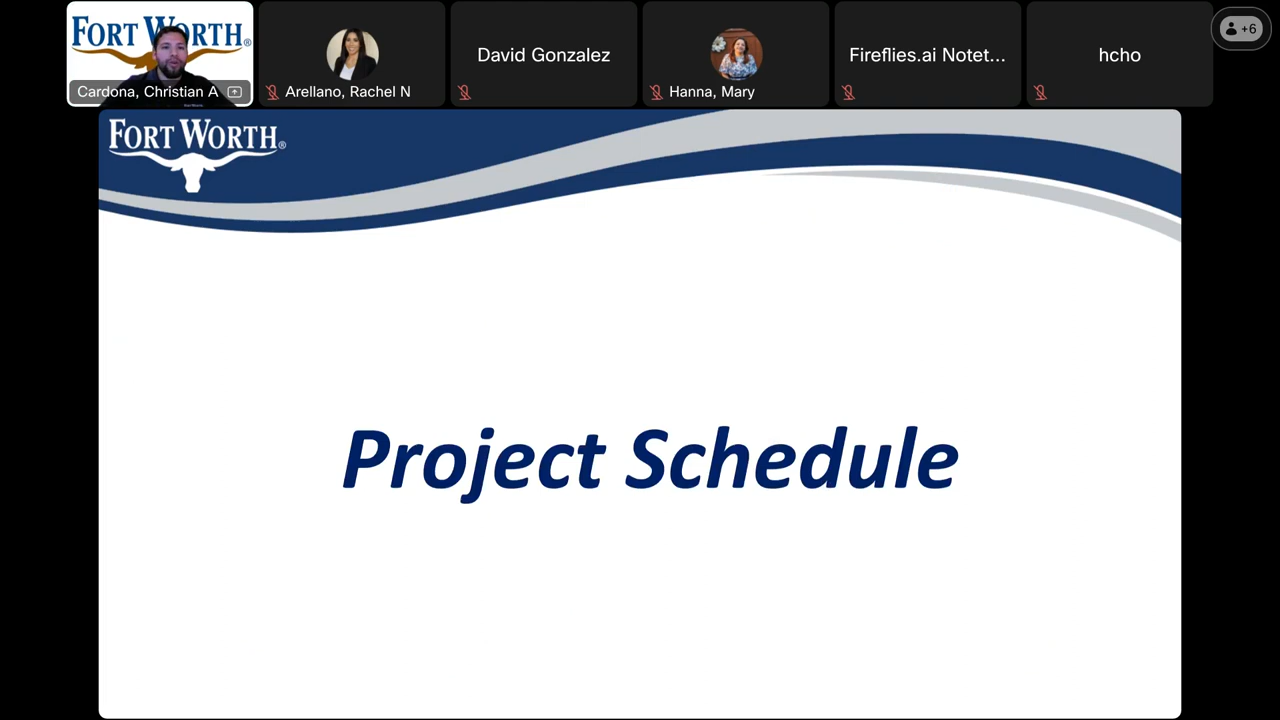 FORT WORTH®
Cardona, Christian A
Arellano, Rachel N
David Gonzalez
Hanna, Mary
Fireflies.ai Notet...
hcho
+6
FORT WORTH®
Project Schedule